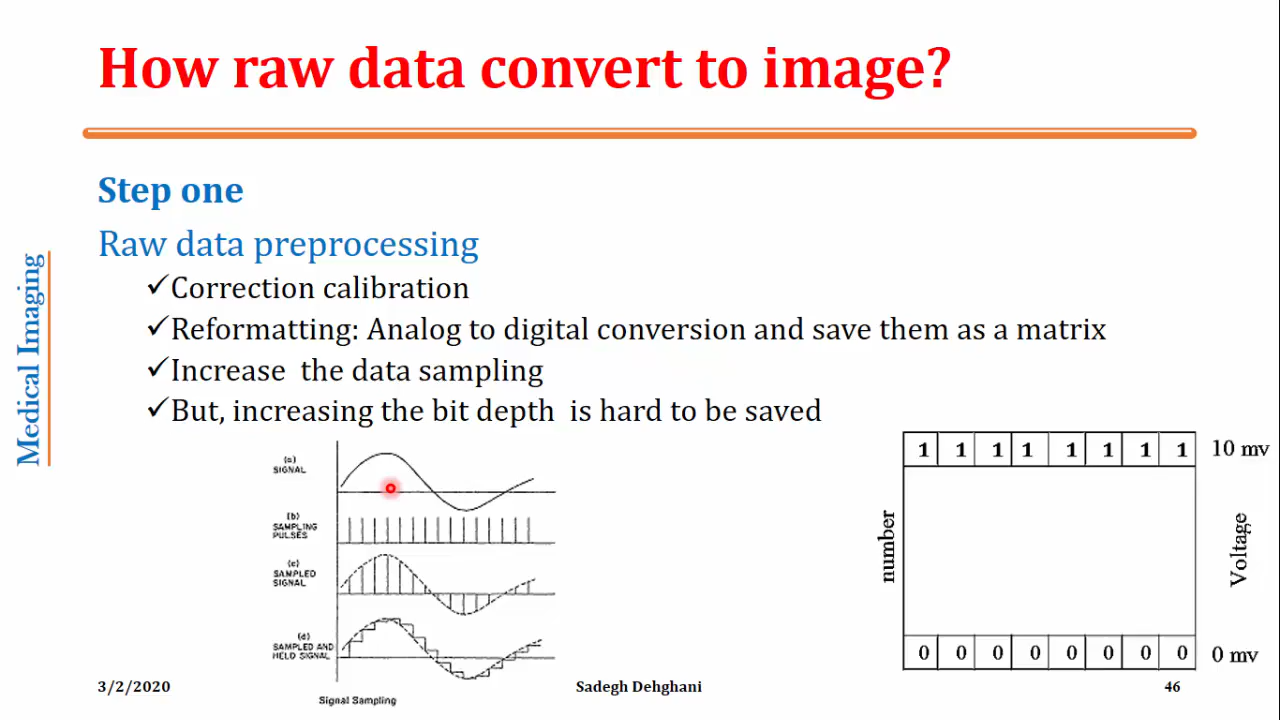 How raw data convert to image?
Step one
Raw data preprocessing
✓Correction calibration
✓Reformatting: Analog to digital conversion and save them as a matrix
✓Increase the data sampling
✓But, increasing the bit depth is hard to be saved
Medical Imaging
(a)
SIGNAL
(b)
SAMPLING
PULSES
(c)
SAMPLED
SIGNAL
(d)
SAMPLED AND
HELD SIGNAL
Signal Sampling
1 1 1 1 1 1 1 1 10 mv
number
Voltage
0 0 0 0 0 0 0 0 0 mv
3/2/2020
Sadegh Dehghani
46